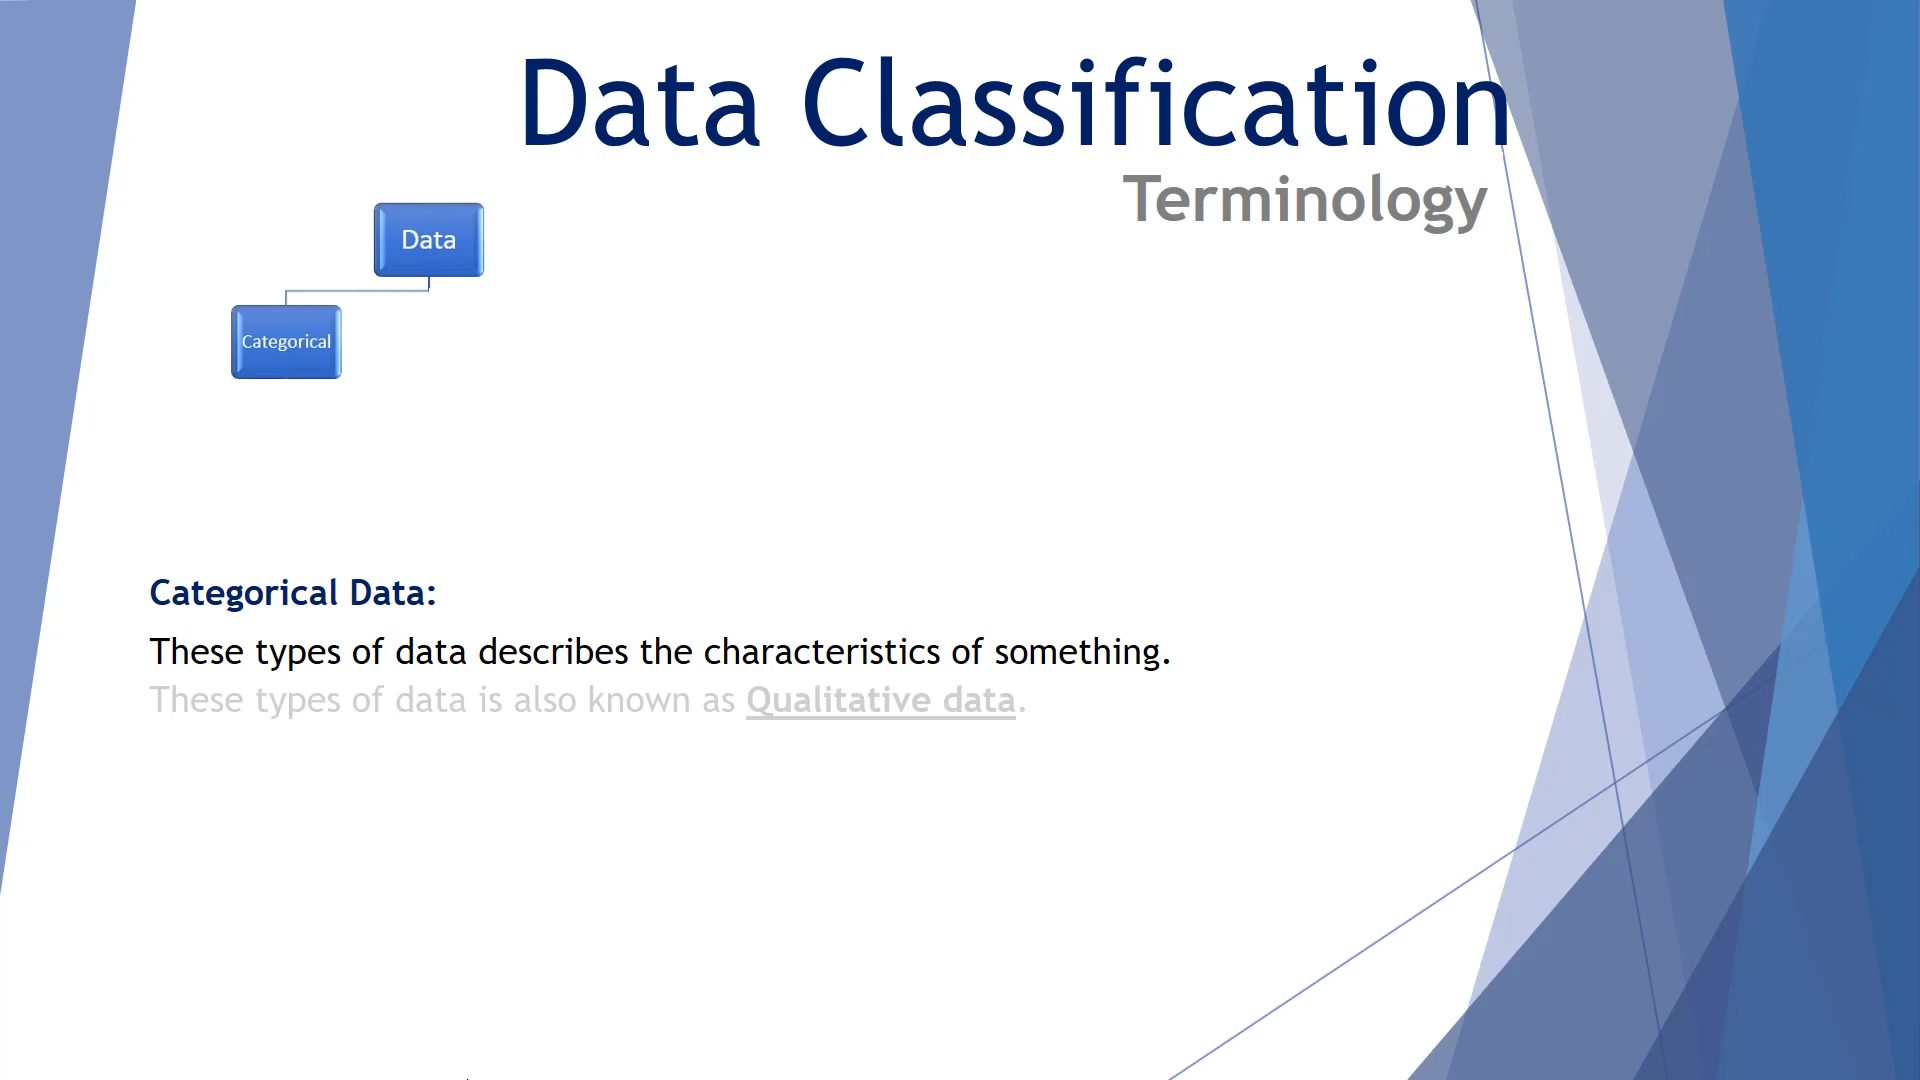 Data Classification
Terminology
Data
Categorical
Categorical Data:
These types of data describes the characteristics of something.
These types of data is also known as Qualitative data.